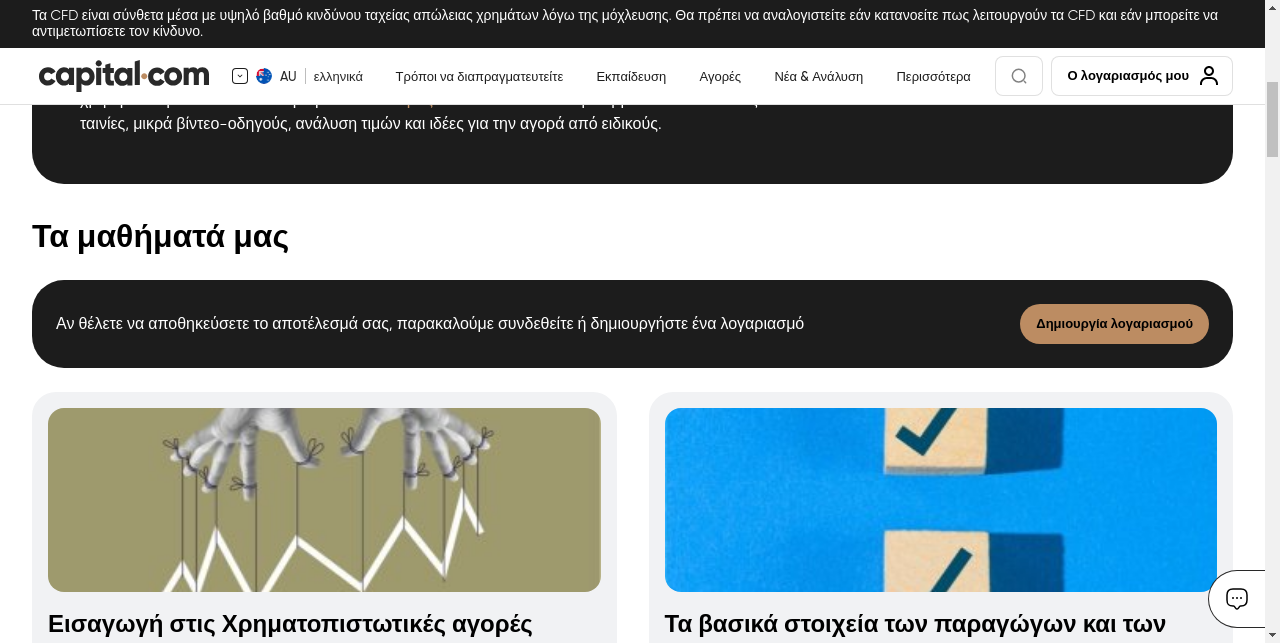 Τα CFD είναι σύνθετα μέσα με υψηλό βαθμό κινδύνου ταχείας απώλειας χρημάτων λόγω της μόχλευσης. Θα πρέπει να αναλογιστείτε εάν κατανοείτε πως λειτουργούν τα CFD και εάν μπορείτε να
αντιμετωπίσετε τον κίνδυνο.
capital.com
AU
ελληνικά
Τρόποι να διαπραγματευτείτε
Εκπαίδευση
Αγορές
Νέα & Ανάλυση
Περισσότερα
Ο λογαριασμός μου
ταινίες, μικρά βίντεο-οδηγούς, ανάλυση τιμών και ιδέες για την αγορά από ειδικούς.
Τα μαθήματά μας
Αν θέλετε να αποθηκεύσετε το αποτέλεσμά σας, παρακαλούμε συνδεθείτε ή δημιουργήστε ένα λογαριασμό
Δημιουργία λογαριασμού
Εισαγωγή στις Χρηματοπιστωτικές αγορές
Τα βασικά στοιχεία των παραγώγων και των